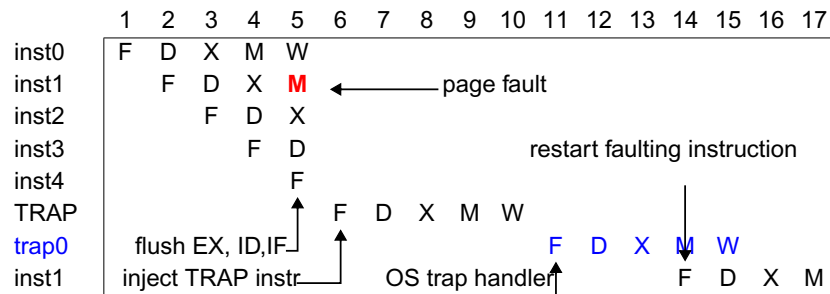 1 2 3 4 5 6 7 8 9 10 11 12 13 14 15 16 17
inst0 F D X M W
inst1 F D X M page fault
inst2 F D X
inst3 F D restart faulting instruction
inst4 F
TRAP F D X M W
trap0 flush EX, ID,IF F D X M W
inst1 inject TRAP instr OS trap handler F D X M